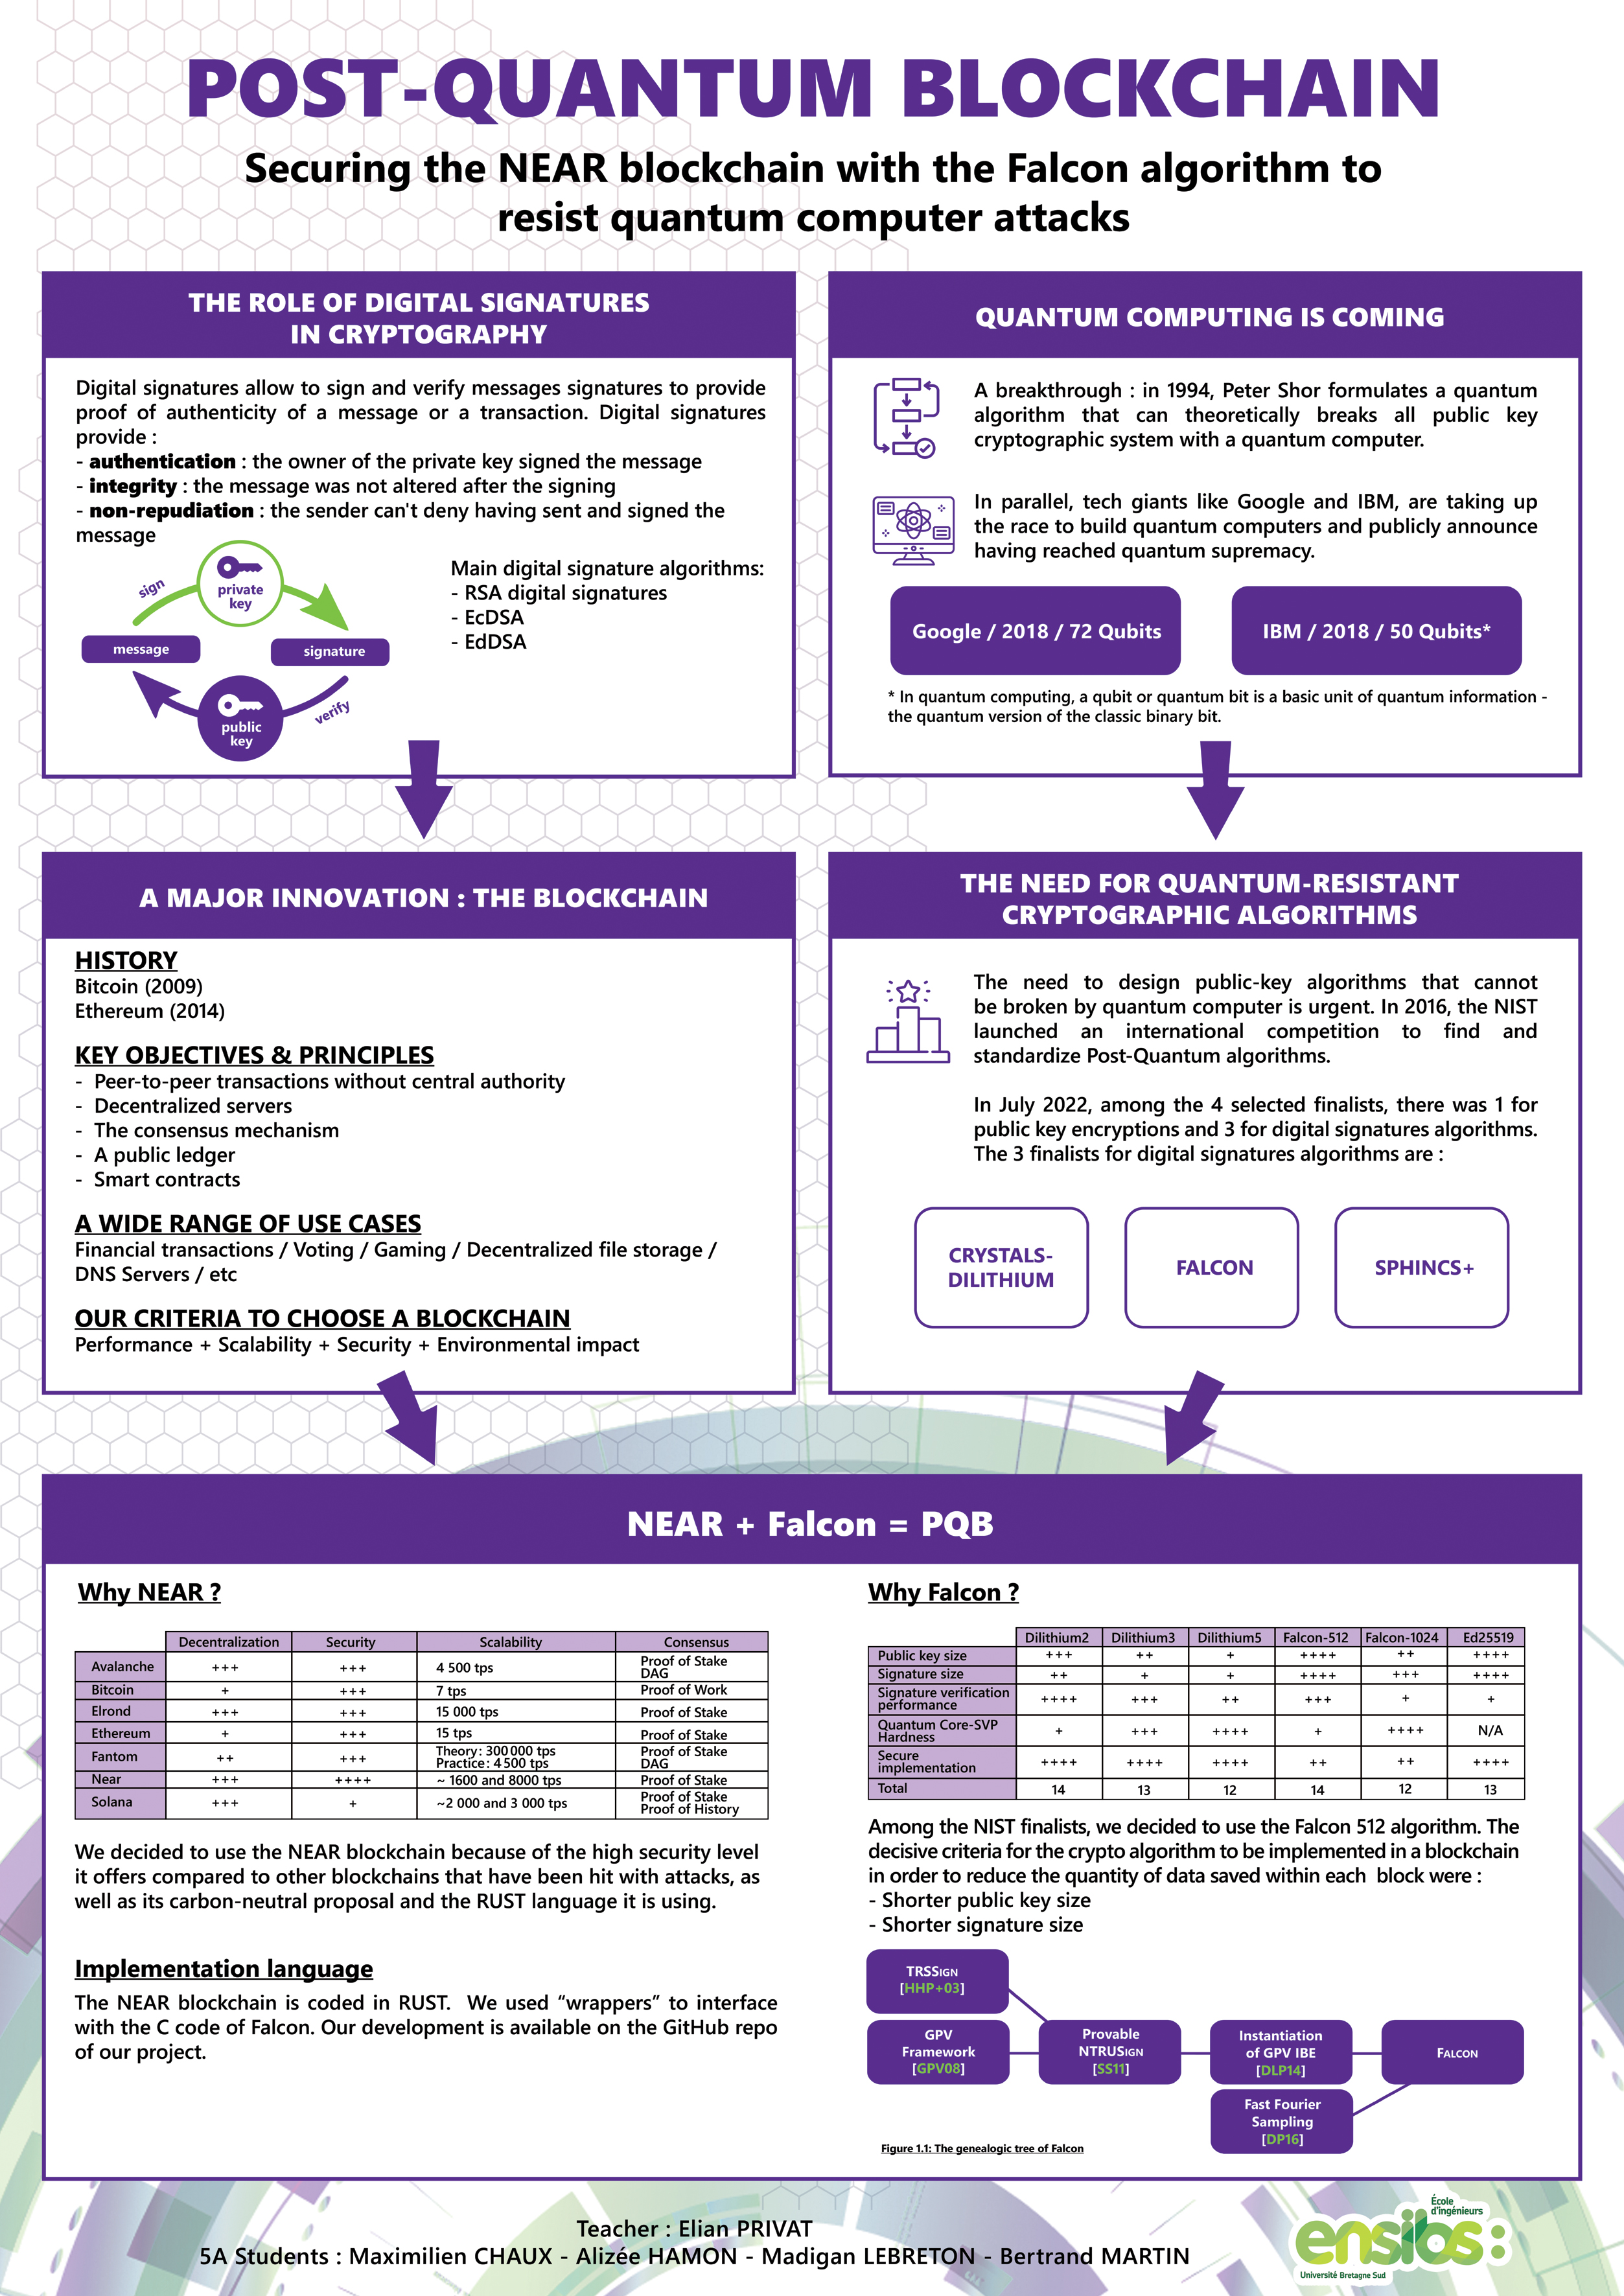 POST-QUANTUM BLOCKCHAIN
Securing the NEAR blockchain with the Falcon algorithm to
resist quantum computer attacks
THE ROLE OF DIGITAL SIGNATURES
IN CRYPTOGRAPHY
Digital signatures allow to sign and verify messages signatures to provide
proof of authenticity of a message or a transaction. Digital signatures
provide :
- authentication : the owner of the private key signed the message
- integrity : the message was not altered after the signing
- non-repudiation : the sender can't deny having sent and signed the
message
sign
private
key
message
signature
public
key
verify
Main digital signature algorithms:
- RSA digital signatures
- EcDSA
- EdDSA
QUANTUM COMPUTING IS COMING
A breakthrough : in 1994, Peter Shor formulates a quantum
algorithm that can theoretically breaks all public key
cryptographic system with a quantum computer.
In parallel, tech giants like Google and IBM, are taking up
the race to build quantum computers and publicly announce
having reached quantum supremacy.
Google / 2018 / 72 Qubits
IBM / 2018 / 50 Qubits*
* In quantum computing, a qubit or quantum bit is a basic unit of quantum information -
the quantum version of the classic binary bit.
A MAJOR INNOVATION : THE BLOCKCHAIN
HISTORY
Bitcoin (2009)
Ethereum (2014)
KEY OBJECTIVES & PRINCIPLES
- Peer-to-peer transactions without central authority
- Decentralized servers
- The consensus mechanism
- A public ledger
- Smart contracts
A WIDE RANGE OF USE CASES
Financial transactions / Voting / Gaming / Decentralized file storage /
DNS Servers / etc
OUR CRITERIA TO CHOOSE A BLOCKCHAIN
Performance + Scalability + Security + Environmental impact
THE NEED FOR QUANTUM-RESISTANT
CRYPTOGRAPHIC ALGORITHMS
The need to design public-key algorithms that cannot
be broken by quantum computer is urgent. In 2016, the NIST
launched an international competition to find and
standardize Post-Quantum algorithms.
In July 2022, among the 4 selected finalists, there was 1 for
public key encryptions and 3 for digital signatures algorithms.
The 3 finalists for digital signatures algorithms are :
CRYSTALS-
DILITHIUM
FALCON
SPHINCS+
NEAR + Falcon = PQB
Why NEAR ?
Decentralization Security Scalability Consensus
Avalanche +++ +++ 4 500 tps Proof of Stake
DAG
Bitcoin + +++ 7 tps Proof of Work
Elrond +++ +++ 15 000 tps Proof of Stake
Ethereum + +++ 15 tps Proof of Stake
Fantom ++ +++ Theory: 300 000 tps Proof of Stake
Practice: 4 500 tps DAG
Near +++ ++++ ~ 1600 and 8000 tps Proof of Stake
Solana +++ + ~2 000 and 3 000 tps Proof of Stake
Proof of History
We decided to use the NEAR blockchain because of the high security level
it offers compared to other blockchains that have been hit with attacks, as
well as its carbon-neutral proposal and the RUST language it is using.
Implementation language
The NEAR blockchain is coded in RUST. We used “wrappers” to interface
with the C code of Falcon. Our development is available on the GitHub repo
of our project.
Why Falcon ?
Dilithium2 Dilithium3 Dilithium5 Falcon-512 Falcon-1024 Ed25519
Public key size +++ ++ + ++++ ++ ++++
Signature size ++ + + ++++ +++ ++++
Signature verification
performance ++++ +++ ++ +++ + +
Quantum Core-SVP
Hardness + +++ ++++ + ++++ N/A
Secure
implementation ++++ ++++ ++++ ++ ++ ++++
Total 14 13 12 14 12 13
Among the NIST finalists, we decided to use the Falcon 512 algorithm. The
decisive criteria for the crypto algorithm to be implemented in a blockchain
in order to reduce the quantity of data saved within each block were :
- Shorter public key size
- Shorter signature size
TRSSIGN
[HHP+03]
GPV
Framework
[GPV08]
Provable
NTRUSIGN
[SS11]
Instantiation
of GPV IBE
[DLP14]
FALCON
Fast Fourier
Sampling
[DP16]
Figure 1.1: The genealogic tree of Falcon
Teacher : Elian PRIVAT
5A Students : Maximilien CHAUX - Alizée HAMON - Madigan LEBRETON - Bertrand MARTIN
École
d'ingénieurs
ensibs:
Université Bretagne Sud